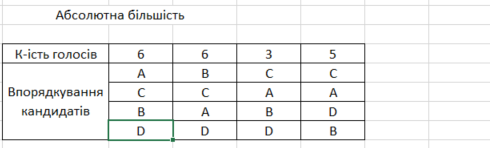 Абсолютна більшість
К-ість голосів 6 6 3 5
A B C C
Впорядкування кандидатів C C A A
B A B D
D D D B